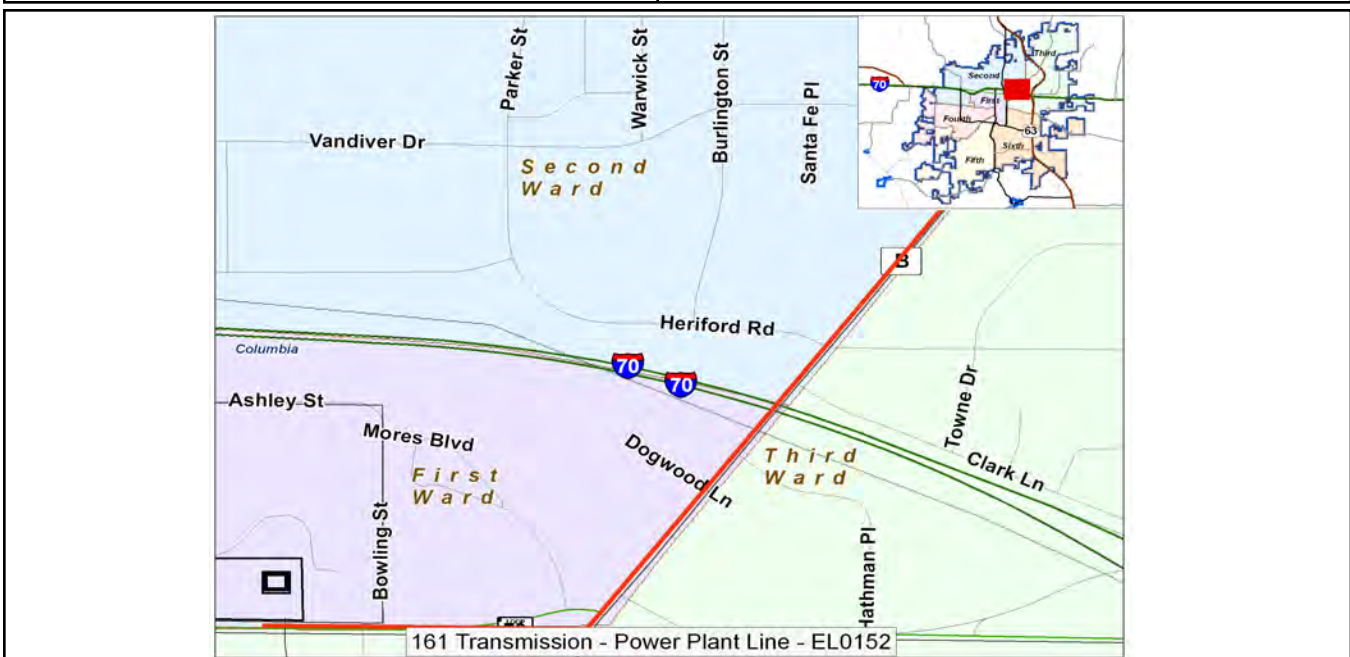 Parker St
Warwick St
Burlington St
Santa Fe Pl
Vandiver Dr
Second
Ward
70
Second
Third
First
Fourth
63
Sixth
Fifth
B
Heriford Rd
Columbia
70
70
Ashley St
Mores Blvd
First
Ward
Dogwood Ln
Third
Ward
Towne Dr
Clark Ln
Bowling St
Hathman Pl
161 Transmission - Power Plant Line - EL0152